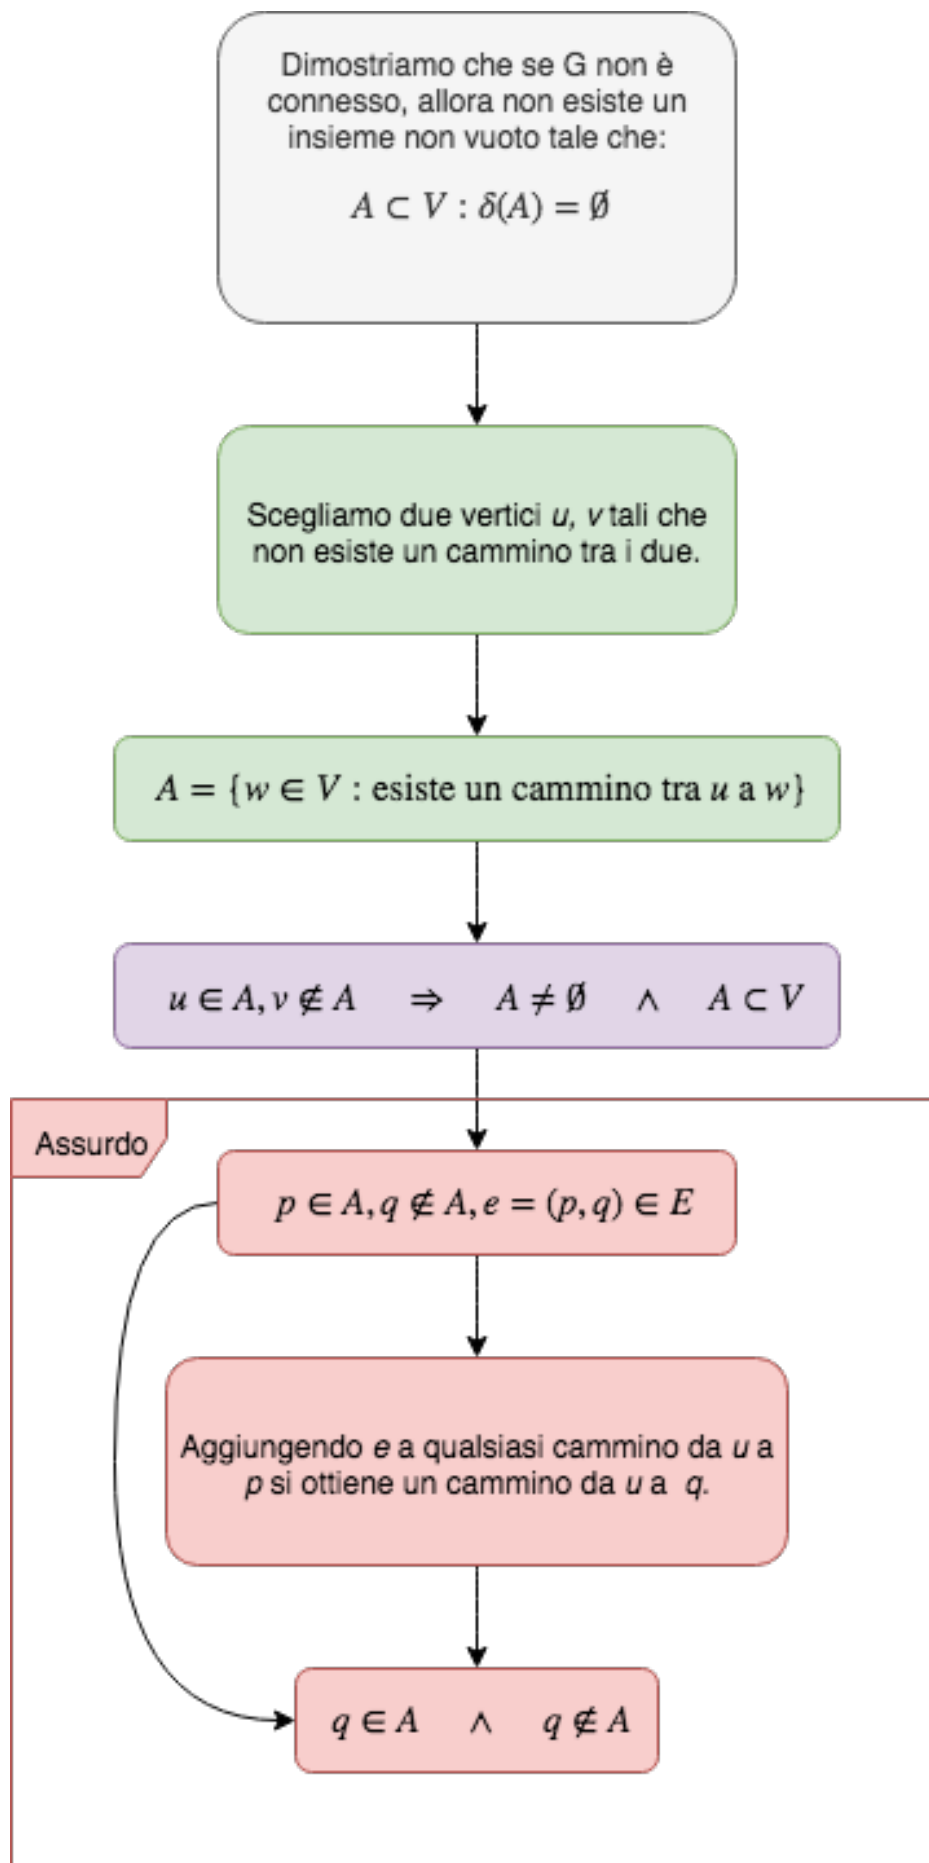 Dimostriamo che se G non è
connesso, allora non esiste un
insieme non vuoto tale che:
A ⊂ V : δ(A) = ∅
Scegliamo due vertici u, v tali che
non esiste un cammino tra i due.
A = {w ∈ V : esiste un cammino tra u a w}
u ∈ A, v ∉ A ⇒ A ≠ ∅ ∧ A ⊂ V
Assurdo
p ∈ A, q ∉ A, e = (p, q) ∈ E
Aggiungendo e a qualsiasi cammino da u a
p si ottiene un cammino da u a q.
q ∈ A ∧ q ∉ A